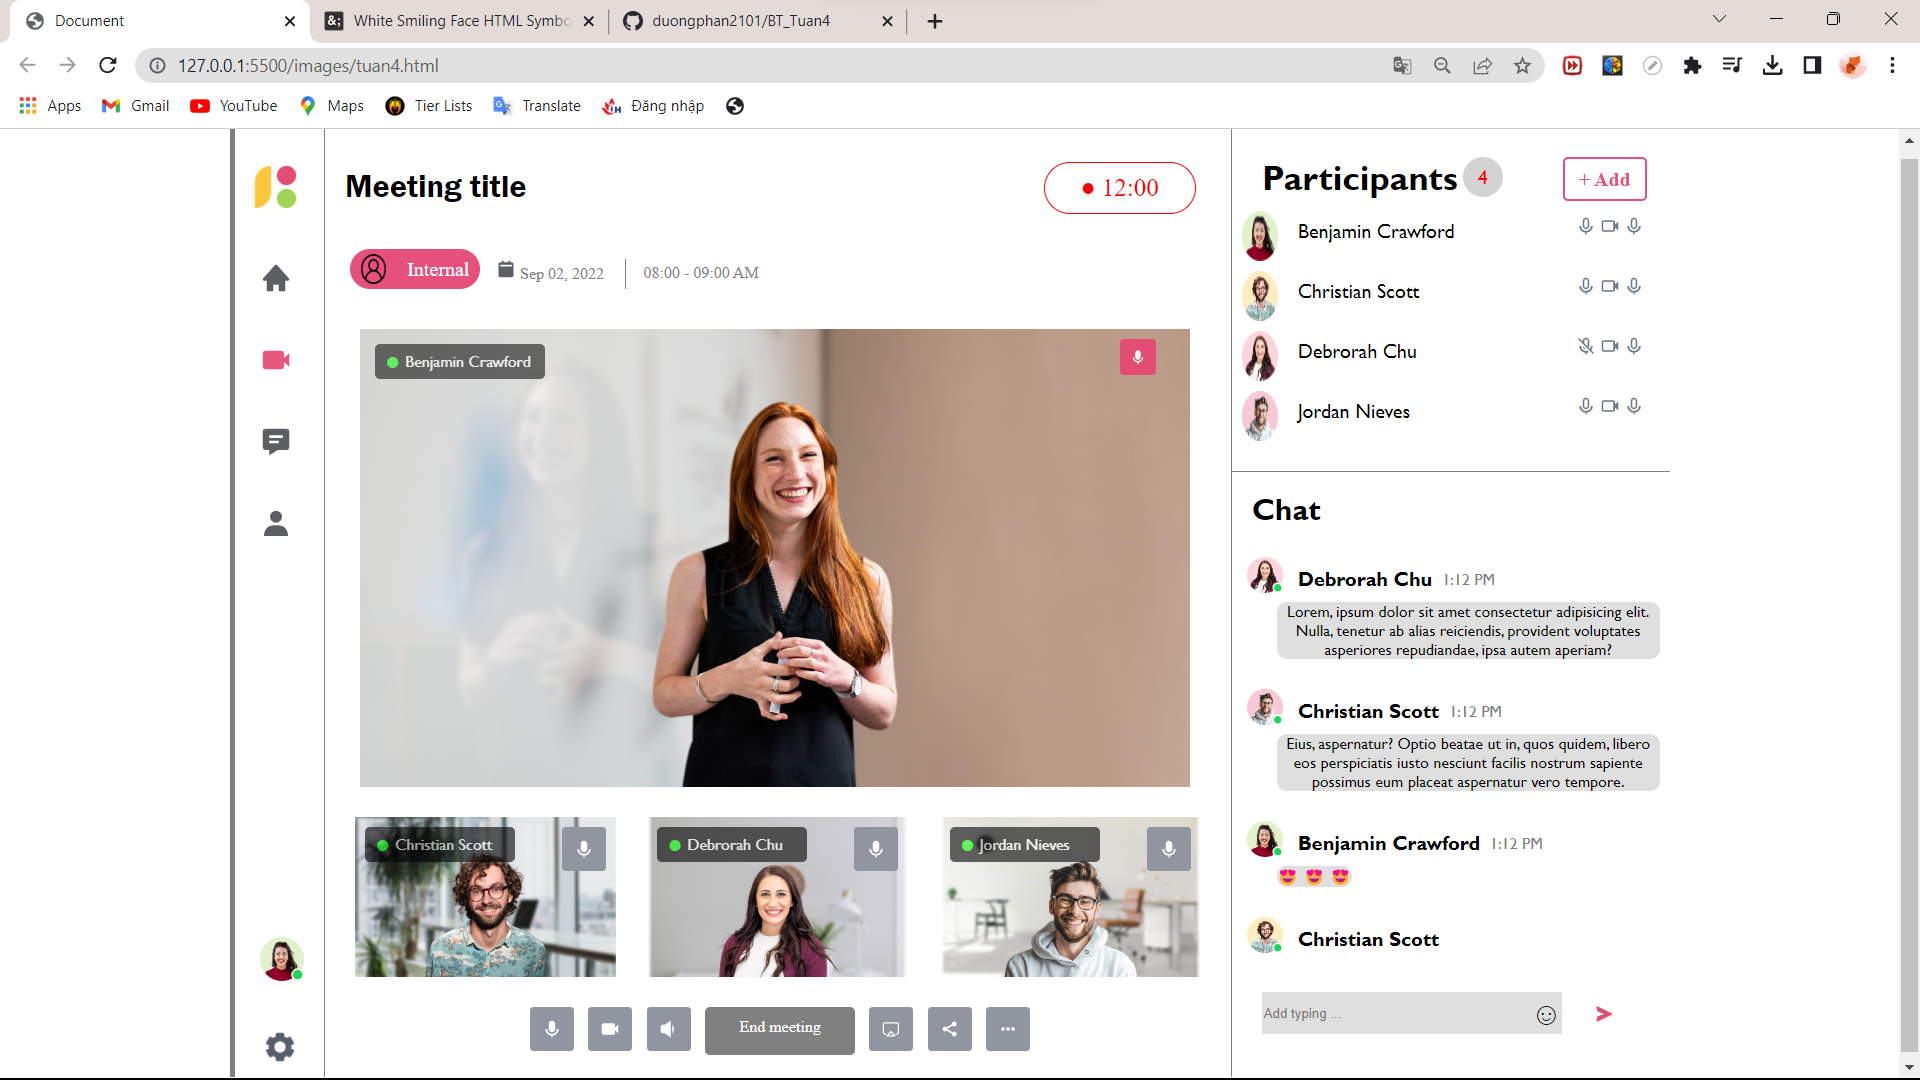 Document
White Smiling Face HTML Symbo
duongphan2101/BT_Tuan4
127.0.0.1:5500/images/tuan4.html
Apps
Gmail
YouTube
Maps
Tier Lists
Translate
Đăng nhập
Meeting title
12:00
Internal
Sep 02, 2022
08:00 - 09:00 AM
Benjamin Crawford
Christian Scott
Debrorah Chu
Jordan Nieves
End meeting
Participants 4
+ Add
Benjamin Crawford
Christian Scott
Debrorah Chu
Jordan Nieves
Chat
Debrorah Chu 1:12 PM
Lorem, ipsum dolor sit amet consectetur adipisicing elit.
Nulla, tenetur ab alias reiciendis, provident voluptates
asperiores repudiandae, ipsa autem aperiam?
Christian Scott 1:12 PM
Eius, aspernatur? Optio beatae ut in, quos quidem, libero
eos perspiciatis iusto nesciunt facilis nostrum sapiente
possimus eum placeat aspernatur vero tempore.
Benjamin Crawford 1:12 PM
😍 😍 😍
Christian Scott
Add typing ...